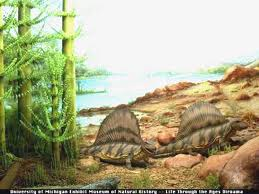 University of Michigan Exhibit Museum of Natural History -- Life Through the Ages Diorama